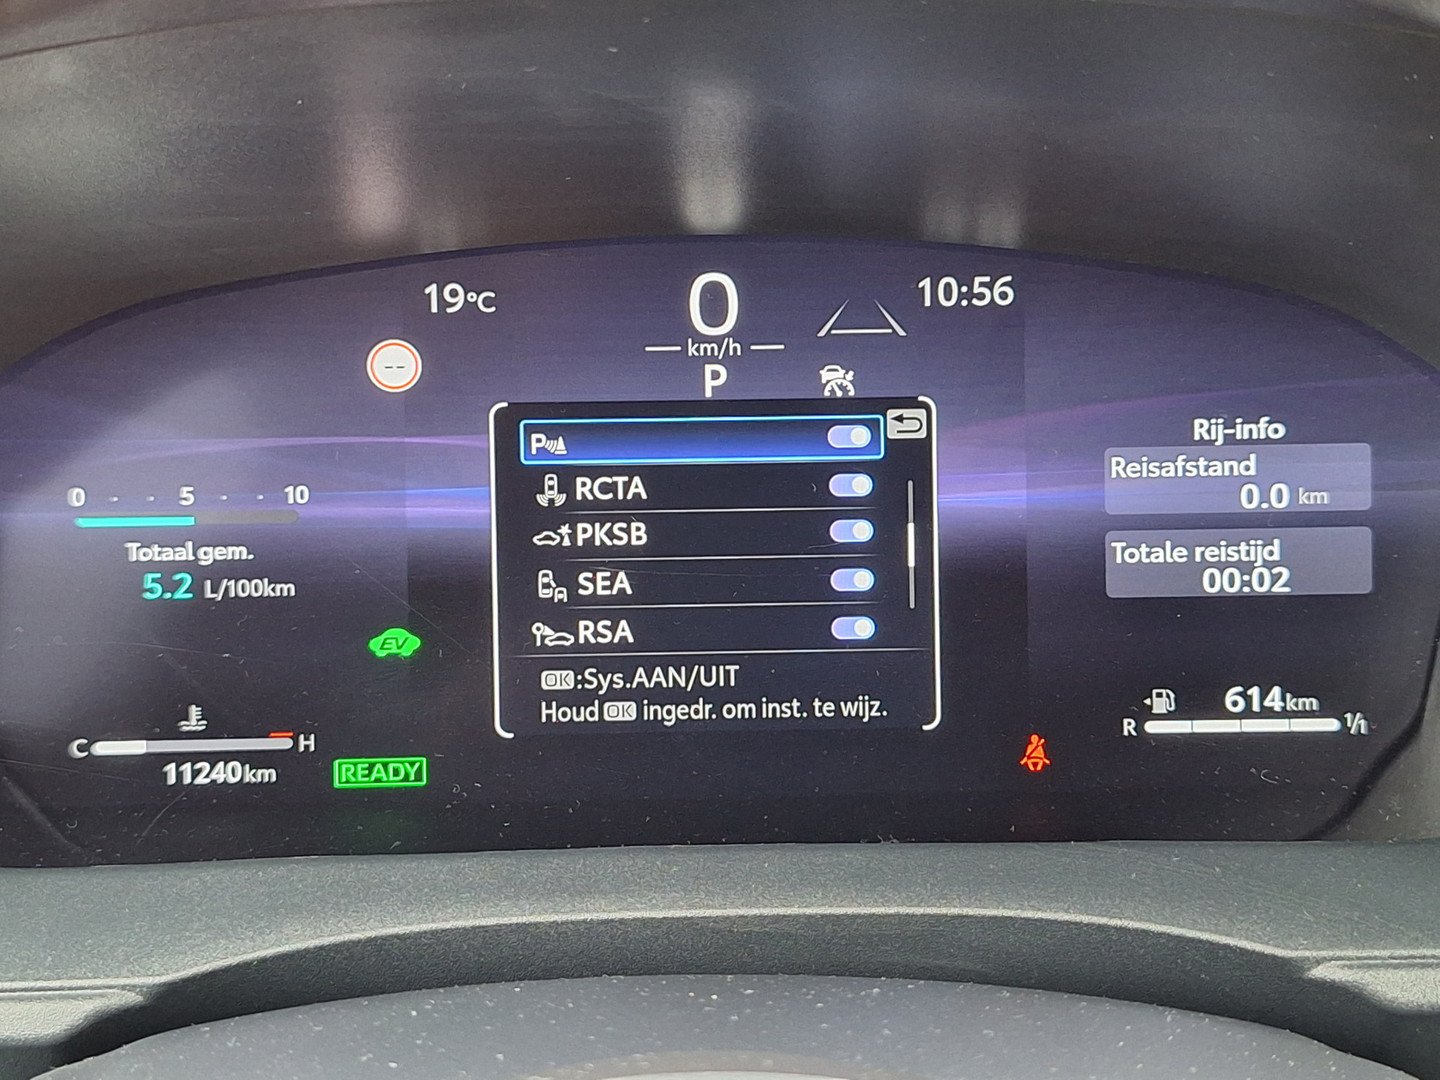 19°C
0
km/h
P
10:56
--
P
RCTA
PKSB
SEA
RSA
OK:Sys.AAN/UIT
Houd OK ingedr. om inst. te wijz.
0 5 10
Totaal gem.
5.2 L/100km
EV
C H
11240km
READY
Rij-info
Reisafstand
0.0 km
Totale reistijd
00:02
614km
R 1/1